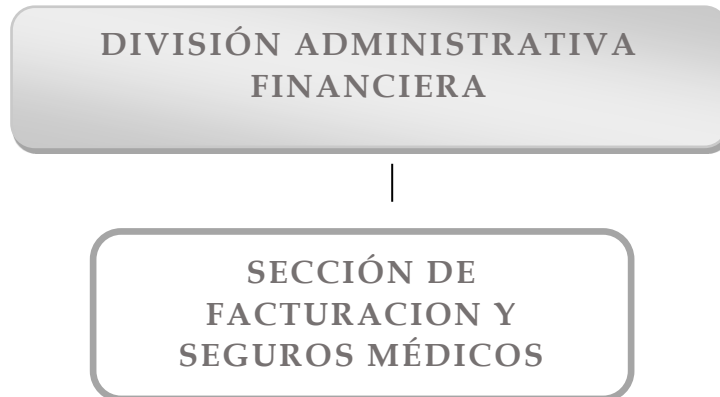 DIVISIÓN ADMINISTRATIVA
FINANCIERA
SECCIÓN DE
FACTURACION Y
SEGUROS MÉDICOS